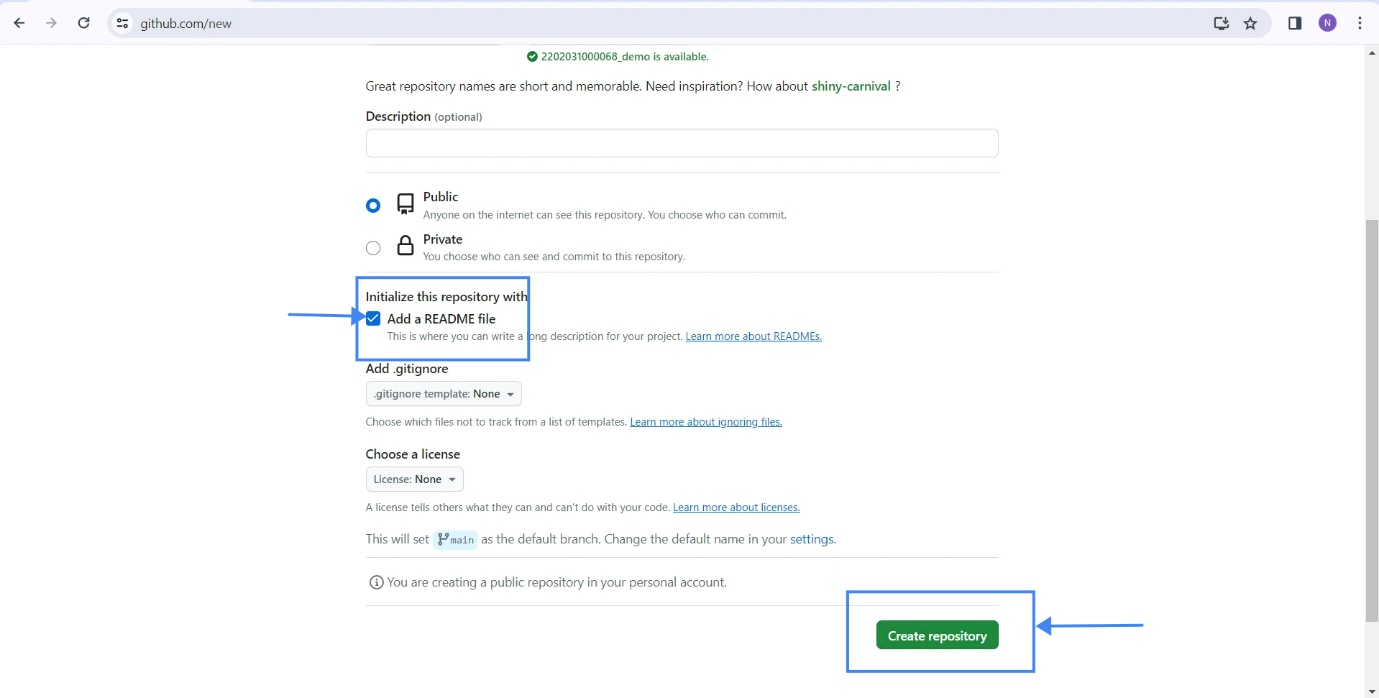 github.com/new
N
2202031000068_demo is available.
Great repository names are short and memorable. Need inspiration? How about shiny-carnival ?
Description (optional)
Public
Anyone on the internet can see this repository. You choose who can commit.
Private
You choose who can see and commit to this repository.
Initialize this repository with
Add a README file
This is where you can write a long description for your project. Learn more about READMEs.
Add .gitignore
.gitignore template: None
Choose which files not to track from a list of templates. Learn more about ignoring files.
Choose a license
License: None
A license tells others what they can and can't do with your code. Learn more about licenses.
This will set main as the default branch. Change the default name in your settings.
You are creating a public repository in your personal account.
Create repository